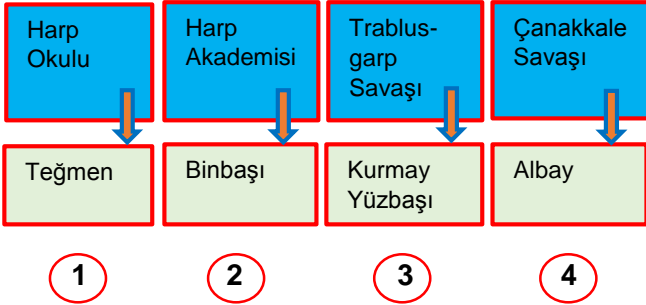 Harp
Okulu
Harp
Akademisi
Trablus-
garp
Savaşı
Çanakkale
Savaşı
Teğmen
Binbaşı
Kurmay
Yüzbaşı
Albay
1
2
3
4